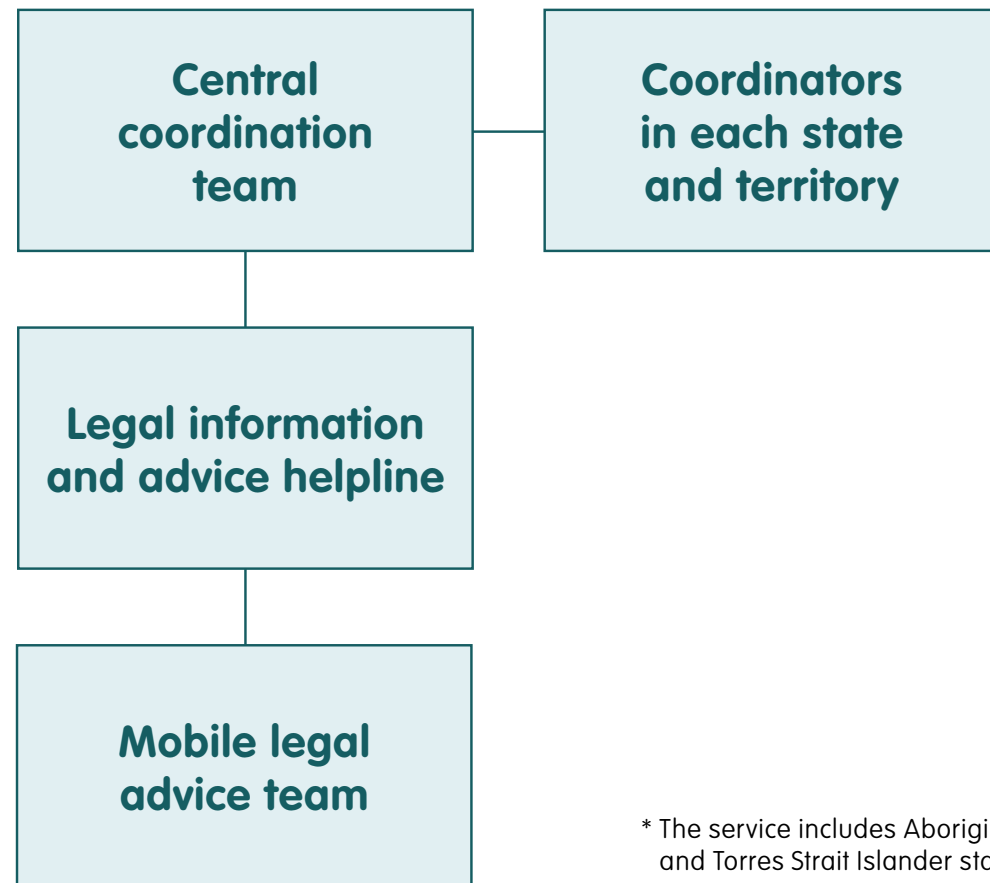 Central
coordination
team
Coordinators
in each state
and territory
Legal information
and advice helpline
Mobile legal
advice team
* The service includes
and Torres Strait Islander